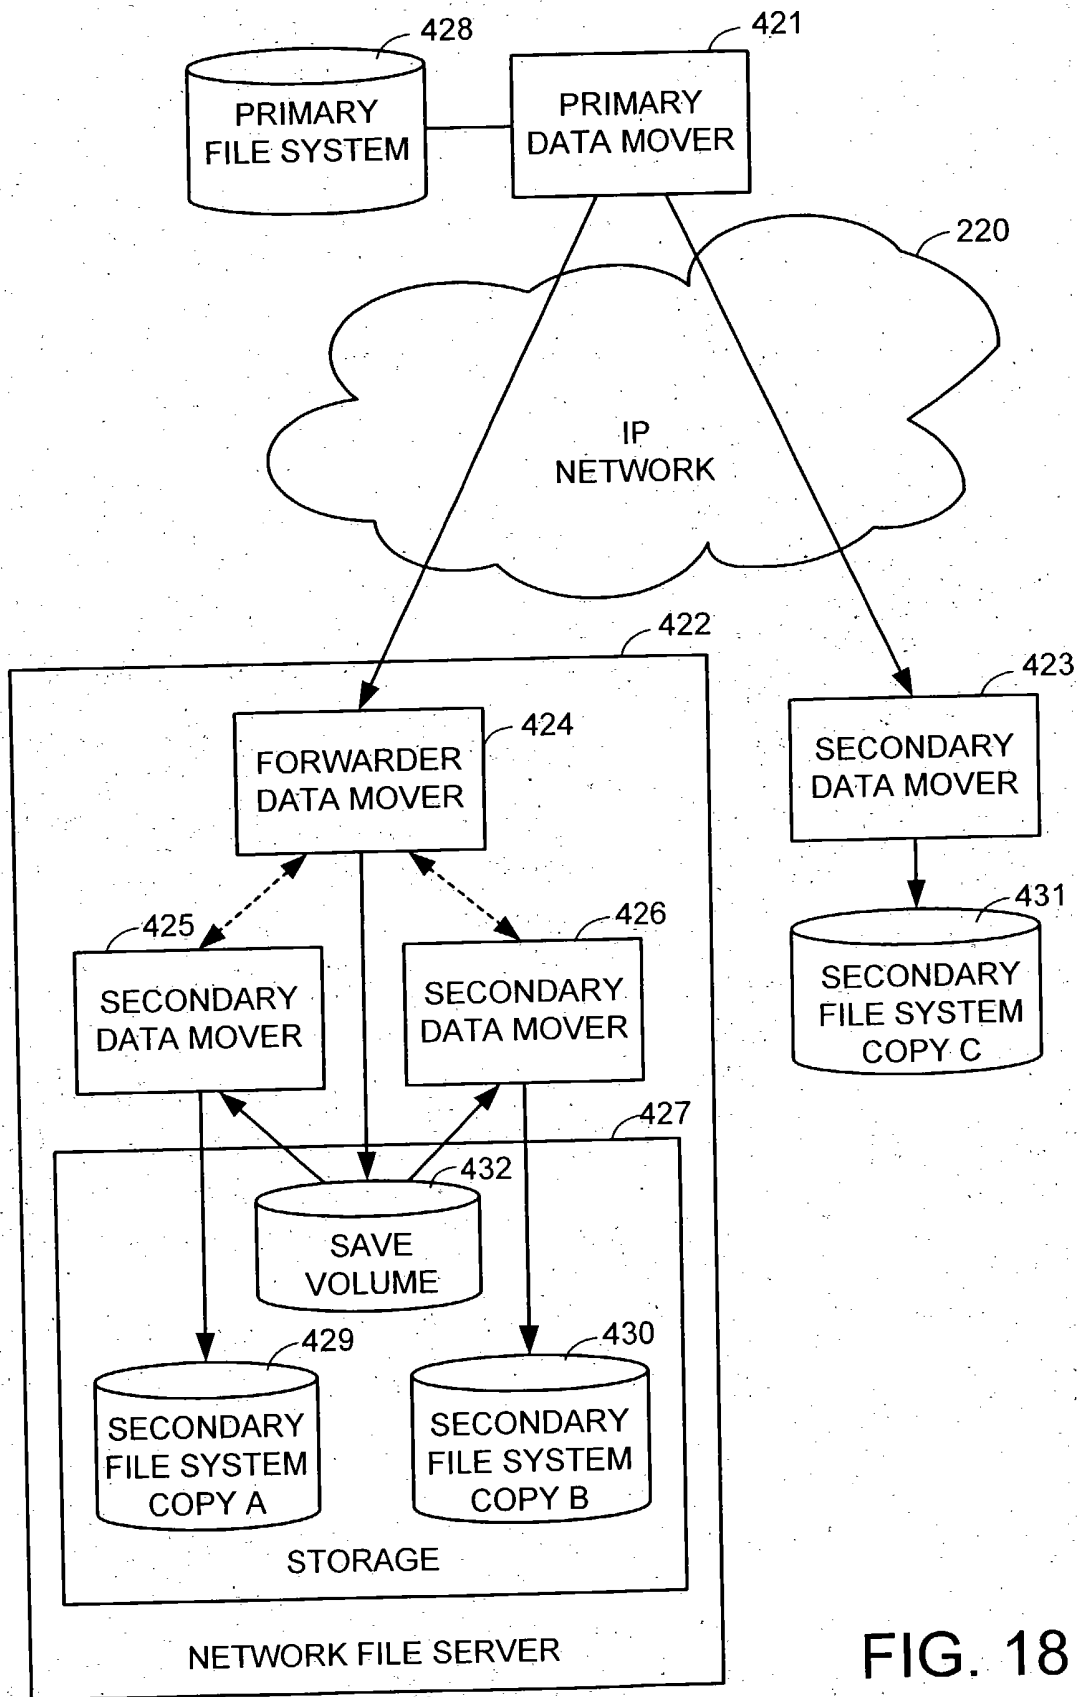 428
421
PRIMARY
FILE SYSTEM
PRIMARY
DATA MOVER
220
IP
NETWORK
422
423
424
FORWARDER
DATA MOVER
SECONDARY
DATA MOVER
425
426
431
SECONDARY
DATA MOVER
SECONDARY
DATA MOVER
SECONDARY
FILE SYSTEM
COPY C
427
432
SAVE
VOLUME
429
430
SECONDARY
FILE SYSTEM
COPY A
SECONDARY
FILE SYSTEM
COPY B
STORAGE
NETWORK FILE SERVER
FIG. 18